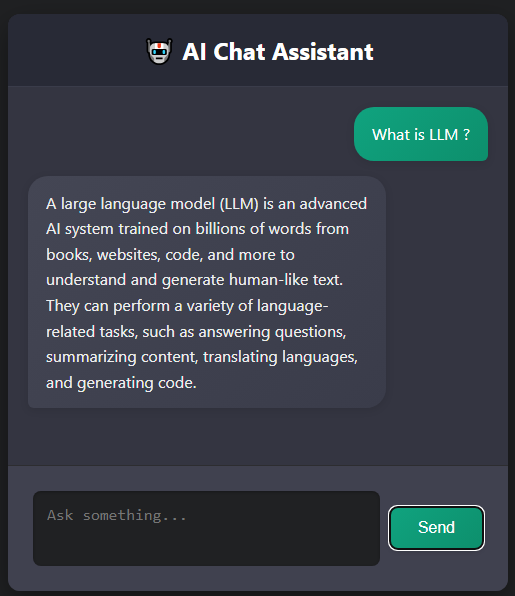 AI Chat Assistant
What is LLM ?
A large language model (LLM) is an advanced
AI system trained on billions of words from
books, websites, code, and more to
understand and generate human-like text.
They can perform a variety of language-
related tasks, such as answering questions,
summarizing content, translating languages,
and generating code.
Ask something...
Send